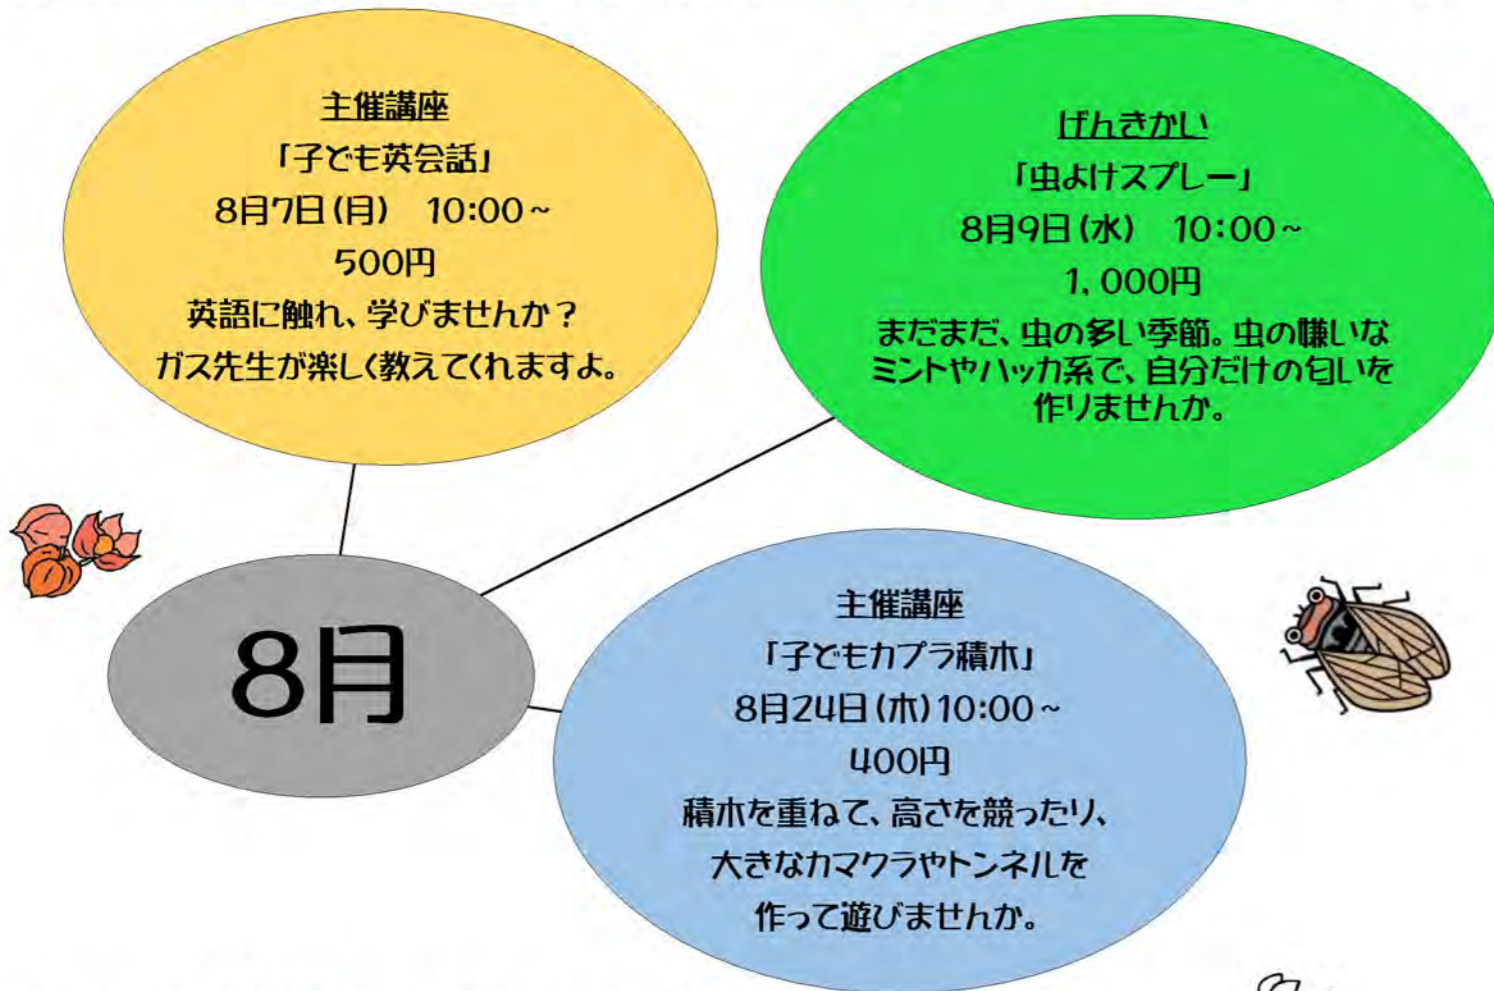 主催講座
「子ども英会話」
8月7日(月) 10:00~
500円
英語に触れ、学びませんか?
ガス先生が楽しく教えてくれますよ。
げんきかい
「虫よけスプレー」
8月9日(水) 10:00~
1,000円
まだまだ、虫の多い季節。虫の嫌いな
ミントやハッカ系で、自分だけの匂いを
作りませんか。
8月
主催講座
「子どもカプラ積木」
8月24日(木)10:00~
400円
積木を重ねて、高さを競ったり、
大きなカマクラやトンネルを
作って遊びませんか。